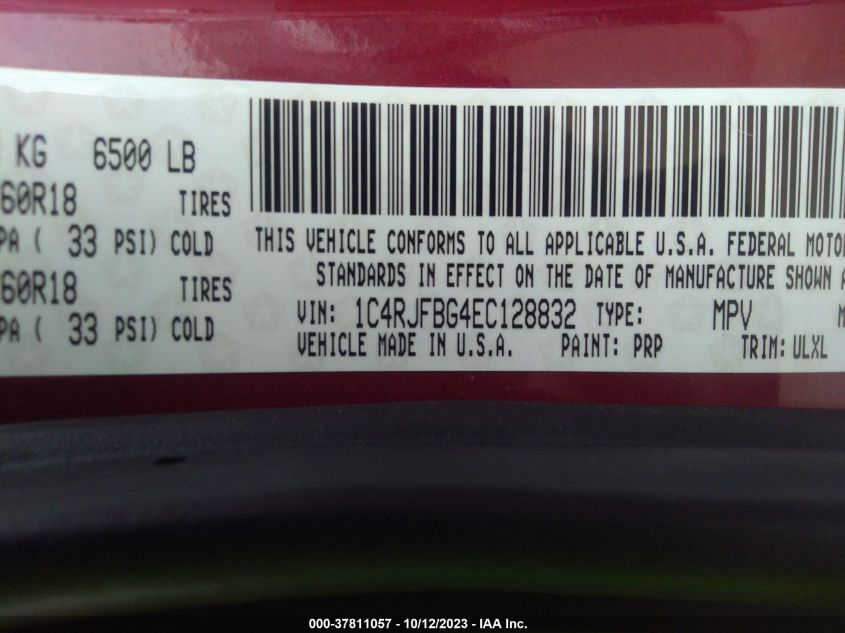 KG 6500 LB
60R18 TIRES
PA ( 33 PSI) COLD
60R18
PA ( 33 PSI) COLD
THIS VEHICLE CONFORMS TO ALL APPLICABLE U.S.A. FEDERAL MOTO
STANDARDS IN EFFECT ON THE DATE OF MANUFACTURE SHOWN A
VIN: 1C4RJFBG4EC128832 TYPE: MPV M
VEHICLE MADE IN U.S.A. PAINT: PRP TRIM: ULXL
000-37811057 - 10/12/2023 - IAA Inc.